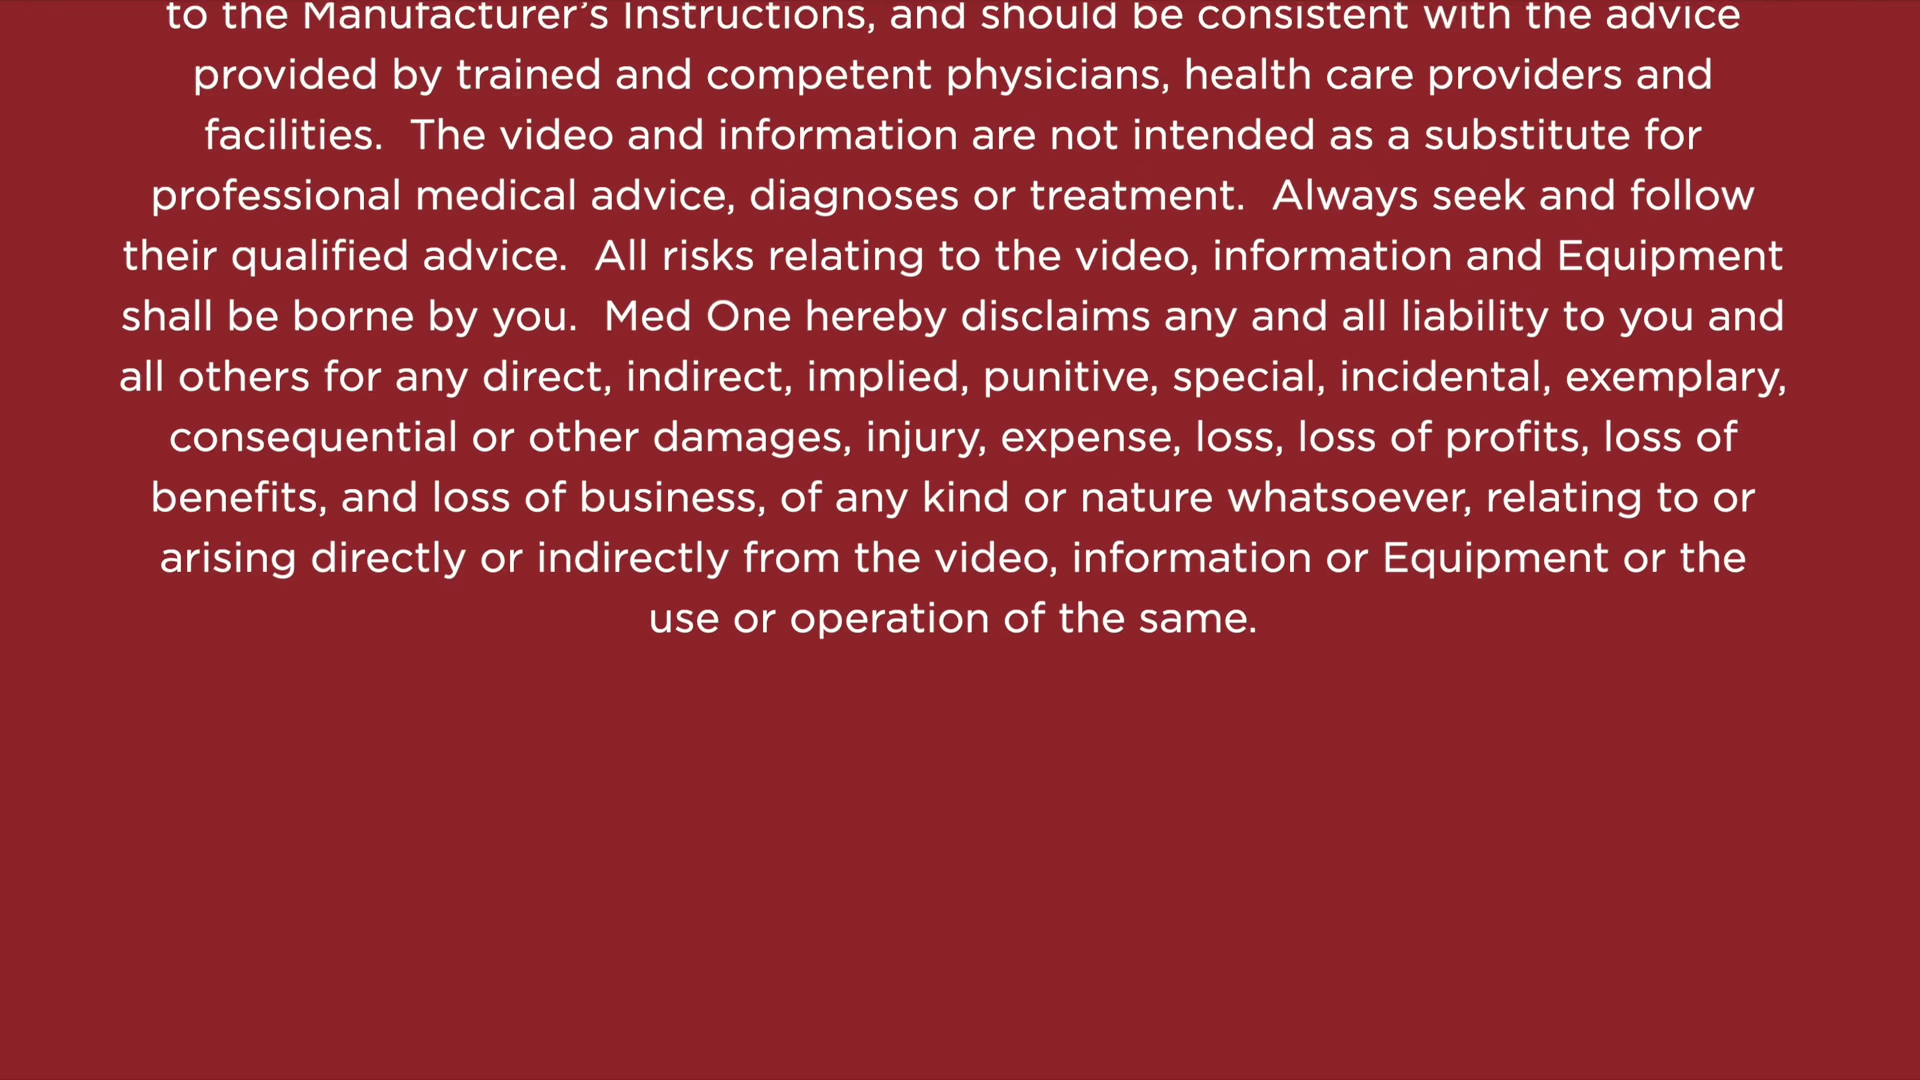 to the Manufacturer's Instructions, and should be consistent with the advice
provided by trained and competent physicians, health care providers and
facilities.  The video and information are not intended as a substitute for
professional medical advice, diagnoses or treatment.  Always seek and follow
their qualified advice.  All risks relating to the video, information and Equipment
shall be borne by you.  Med One hereby disclaims any and all liability to you and
all others for any direct, indirect, implied, punitive, special, incidental, exemplary,
consequential or other damages, injury, expense, loss, loss of profits, loss of
benefits, and loss of business, of any kind or nature whatsoever, relating to or
arising directly or indirectly from the video, information or Equipment or the
use or operation of the same.